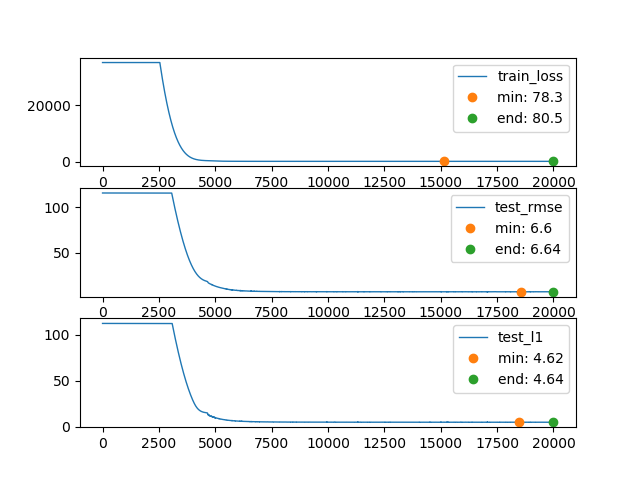 train_loss
min: 78.3
end: 80.5
20000
0
0 2500 5000 7500 10000 12500 15000 17500 20000
test_rmse
min: 6.6
end: 6.64
100
50
0 2500 5000 7500 10000 12500 15000 17500 20000
test_l1
min: 4.62
end: 4.64
100
50
0
0 2500 5000 7500 10000 12500 15000 17500 20000